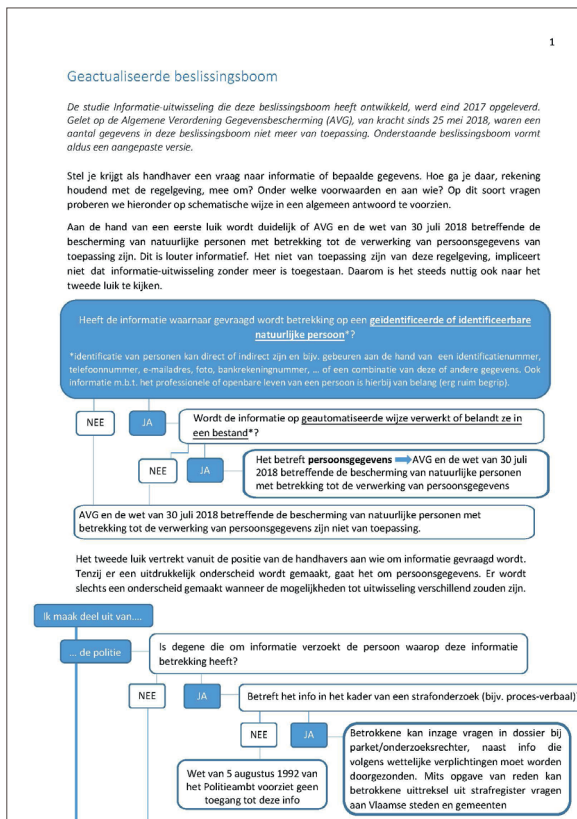 1
Geactualiseerde beslissingsboom
De studie Informatie-uitwisseling die deze beslissingsboom heeft ontwikkeld, werd eind 2017 opgeleverd.
Gelet op de Algemene Verordening Gegevensbescherming (AVG), van kracht sinds 25 mei 2018, waren een
aantal gegevens in deze beslissingsboom niet meer van toepassing. Onderstaande beslissingsboom vormt
aldus een aangepaste versie.
Stel je krijgt als handhaver een vraag naar informatie of bepaalde gegevens. Hoe ga je daar, rekening
houdend met de regelgeving, mee om? Onder welke voorwaarden en aan wie? Op dit soort vragen
proberen we hieronder op schematische wijze in een algemeen antwoord te voorzien.
Aan de hand van een eerste luik wordt duidelijk of AVG en de wet van 30 juli 2018 betreffende de
bescherming van natuurlijke personen met betrekking tot de verwerking van persoonsgegevens van
toepassing zijn. Dit is louter informatief. Het niet van toepassing zijn van deze regelgeving, impliceert
niet dat informatie-uitwisseling zonder meer is toegestaan. Daarom is het steeds nuttig ook naar het
tweede luik te kijken.
Heeft de informatie waarnaar gevraagd wordt betrekking op een geïdentificeerde of identificeerbare
natuurlijke persoon*?
*identificatie van personen kan direct of indirect zijn en bijv. gebeuren aan de hand van een identificatienummer,
telefoonnummer, e-mailadres, foto, bankrekeningnummer, ... of een combinatie van deze of andere gegevens. Ook
informatie m.b.t. het professionele of openbare leven van een persoon is hierbij van belang (erg ruim begrip).
NEE
JA
Wordt de informatie op geautomatiseerde wijze verwerkt of belandt ze in
een bestand*?
NEE
JA
Het betreft persoonsgegevens AVG en de wet van 30 juli
2018 betreffende de bescherming van natuurlijke personen
met betrekking tot de verwerking van persoonsgegevens
AVG en de wet van 30 juli 2018 betreffende de bescherming van natuurlijke personen met
betrekking tot de verwerking van persoonsgegevens zijn niet van toepassing.
Het tweede luik vertrekt vanuit de positie van de handhavers aan wie om informatie gevraagd wordt.
Tenzij er een uitdrukkelijk onderscheid wordt gemaakt, gaat het om persoonsgegevens. Er wordt
slechts een onderscheid gemaakt wanneer de mogelijkheden tot uitwisseling verschillend zouden zijn.
Ik maak deel uit van....
... de politie
Is degene die om informatie verzoekt de persoon waarop deze informatie
betrekking heeft?
NEE
JA
Betreft het info in het kader van een strafonderzoek (bijv. proces-verbaal)
NEE
JA
Wet van 5 augustus 1992 van
het Politieambt voorziet geen
toegang tot deze info
Betrokkene kan inzage vragen in dossier bij
parket/onderzoeksrechter, naast info die
volgens wettelijke verplichtingen moet worden
doorgezonden. Mits opgave van reden kan
betrokkene uittreksel uit strafregister vragen
aan Vlaamse steden en gemeenten